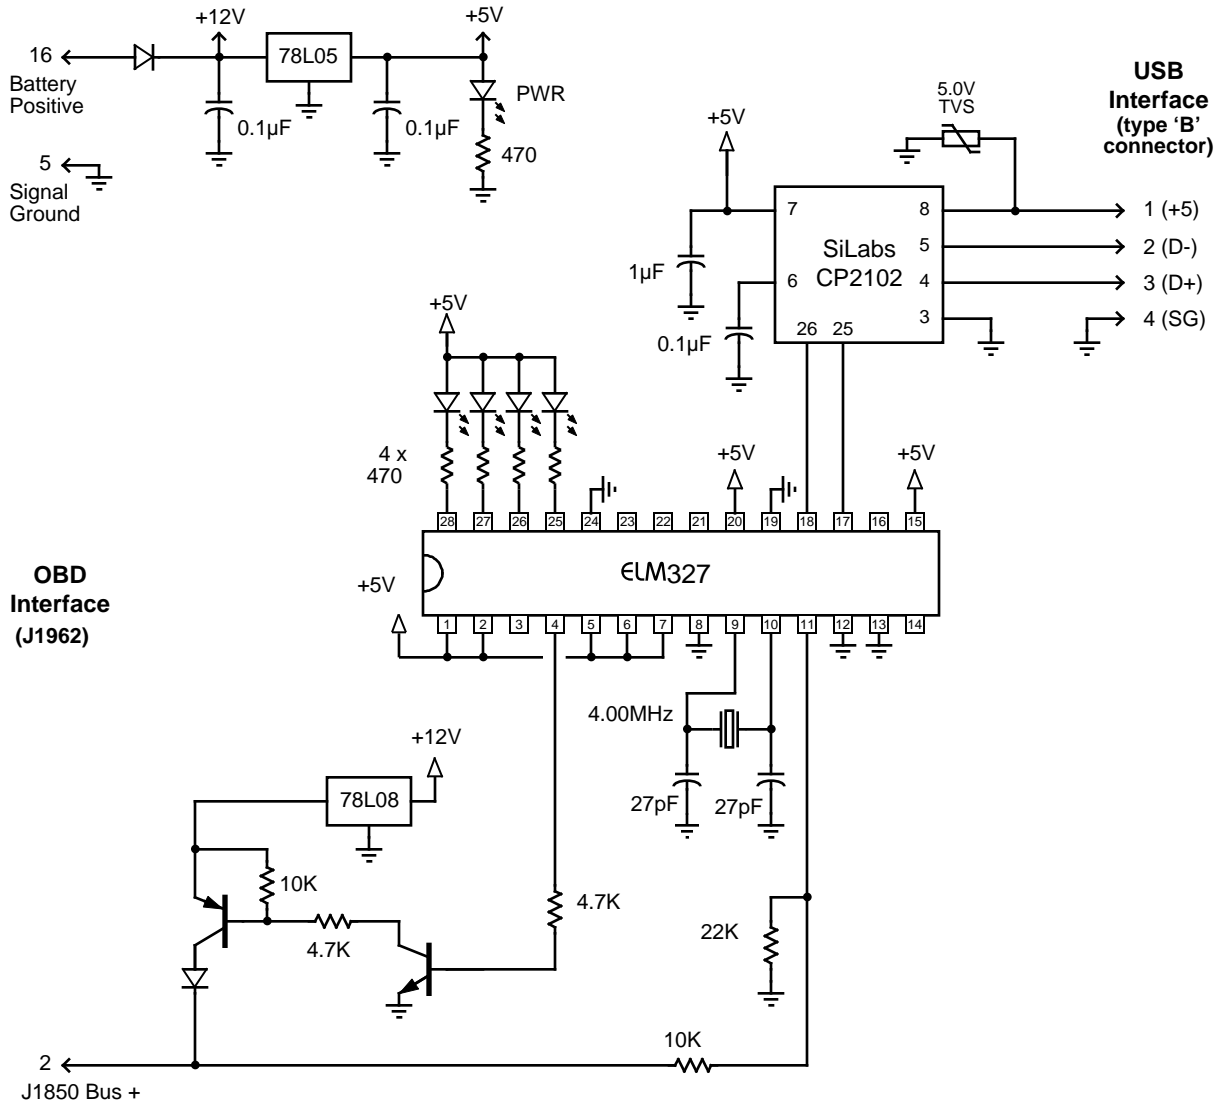 +12V
+5V
16
78L05
Battery
Positive
PWR
0.1µF
0.1µF
470
5
Signal
Ground
USB
Interface
(type ‘B’
connector)
5.0V
TVS
+5V
7
8
1 (+5)
SiLabs
CP2102
5
2 (D-)
1µF
6
4
3 (D+)
3
4 (SG)
26
25
0.1µF
+5V
4 x
470
+5V
+5V
28
27
26
25
24
23
22
21
20
19
18
17
16
15
ELM327
OBD
Interface
(J1962)
+5V
1
2
3
4
5
6
7
8
9
10
11
12
13
14
4.00MHz
27pF
27pF
+12V
78L08
10K
4.7K
4.7K
22K
10K
2
J1850 Bus +